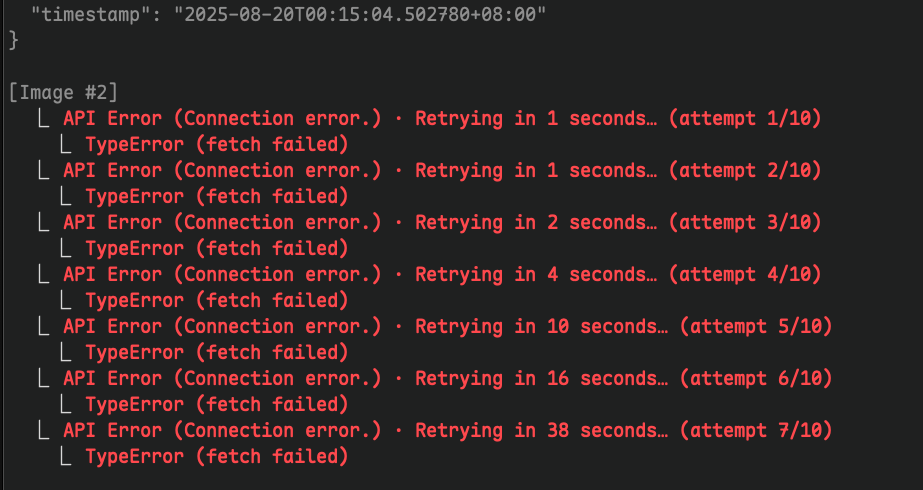 "timestamp": "2025-08-20T00:15:04.502780+08:00"
}
[Image #2]
⎿ API Error (Connection error.) · Retrying in 1 seconds… (attempt 1/10)
⎿ TypeError (fetch failed)
⎿ API Error (Connection error.) · Retrying in 1 seconds… (attempt 2/10)
⎿ TypeError (fetch failed)
⎿ API Error (Connection error.) · Retrying in 2 seconds… (attempt 3/10)
⎿ TypeError (fetch failed)
⎿ API Error (Connection error.) · Retrying in 4 seconds… (attempt 4/10)
⎿ TypeError (fetch failed)
⎿ API Error (Connection error.) · Retrying in 10 seconds… (attempt 5/10)
⎿ TypeError (fetch failed)
⎿ API Error (Connection error.) · Retrying in 16 seconds… (attempt 6/10)
⎿ TypeError (fetch failed)
⎿ API Error (Connection error.) · Retrying in 38 seconds… (attempt 7/10)
⎿ TypeError (fetch failed)